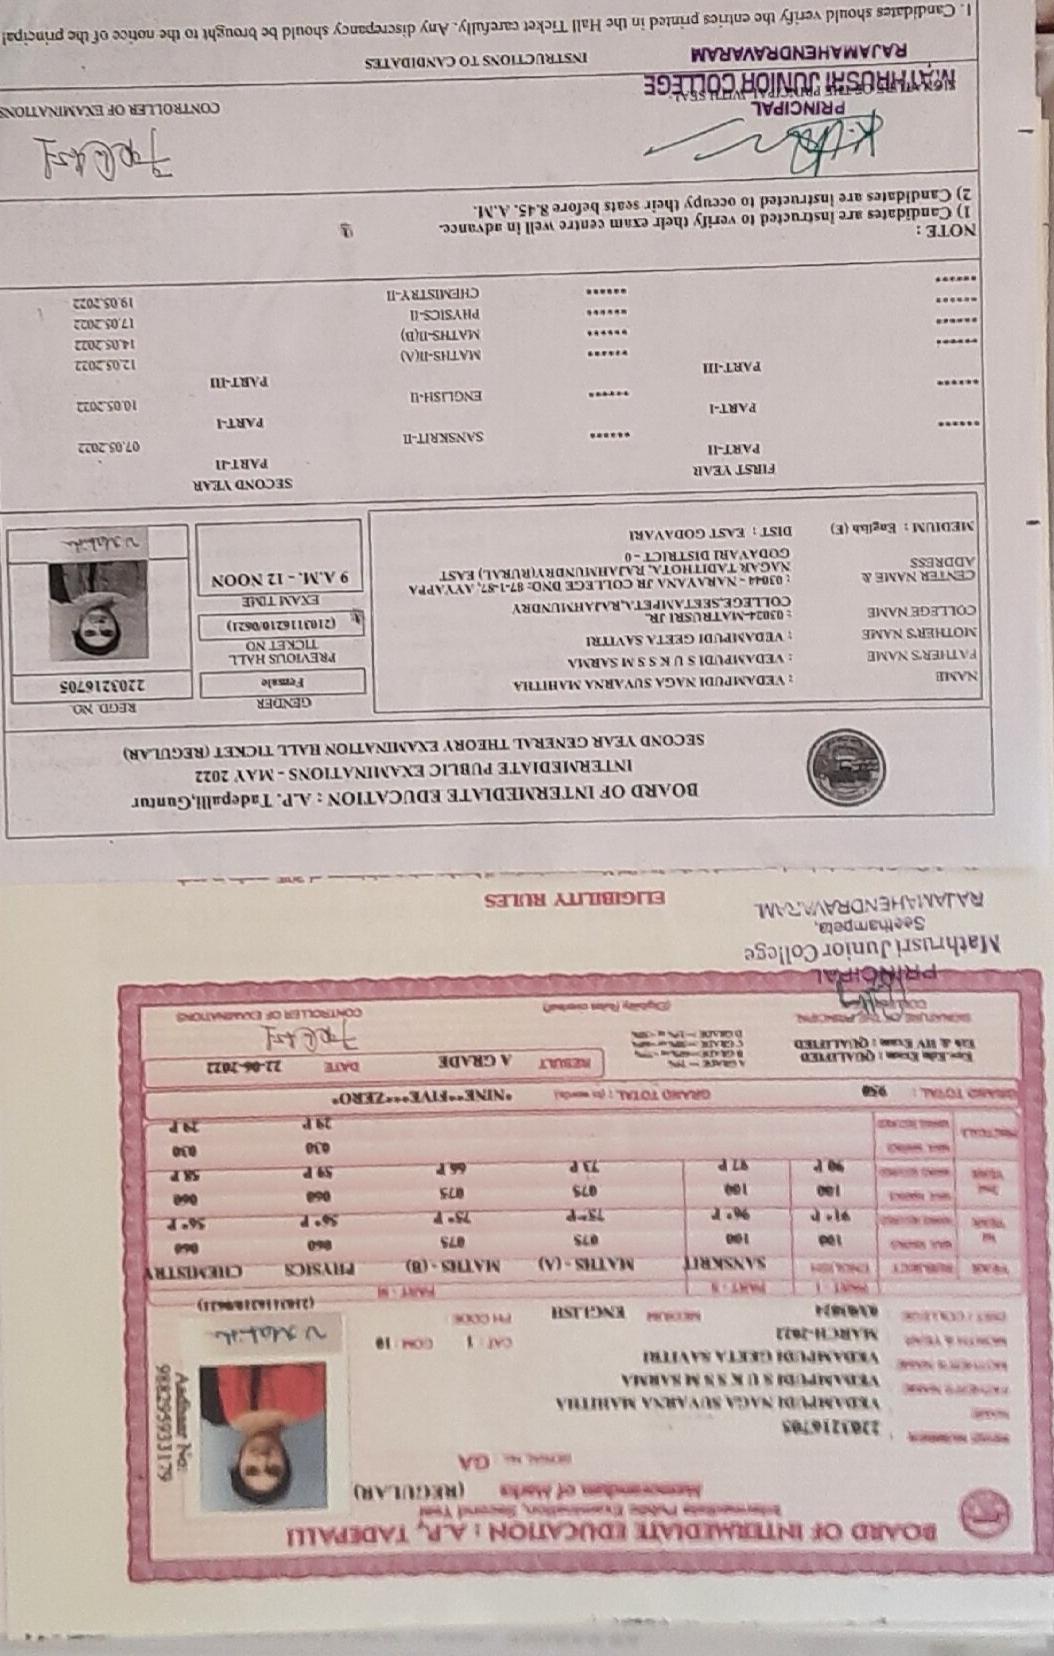 BOARD OF INTERMEDIATE EDUCATION : A.P., TADEPALLI
Intermediate Public Examination, Second Year
Memorandum of Marks (REGULAR)
SERIAL No. GA
REGD. NUMBER : 2203216705
NAME : VEDAMPUDI NAGA SUVARNA MAHITHA
FATHER'S NAME : VEDAMPUDI S U K S S M SARMA
MOTHER'S NAME : VEDAMPUDI GEETA SAVITRI
MONTH & YEAR : MARCH-2022 CAT : 1 COM : 10
DIST / COLLEGE : 03/03024 MEDIUM : ENGLISH PH CODE :
(2103116210/0621)
Aadhaar No:
988295933179
PART - I PART - II PART - III
YEAR SUBJECT ENGLISH SANSKRIT MATHS - (A) MATHS - (B) PHYSICS CHEMISTRY
1st YEAR MAX. MARKS 100 100 075 075 060 060
MARKS SECURED 91* P 96* P 75* P 75* P 56* P 56* P
2nd YEAR MAX. MARKS 100 100 075 075 060 060
MARKS SECURED 90 P 97 P 73 P 66 P 59 P 58 P
PRACTICALS MAX. MARKS 030 030
MARKS SECURED 29 P 29 P
GRAND TOTAL : 950 GRAND TOTAL : (in words) *NINE***FIVE***ZERO*
Env Edn Exam : QUALIFIED
Eth & HV Exam : QUALIFIED
RESULT A GRADE DATE 22-06-2022
SIGNATURE OF THE PRINCIPAL
CONTROLLER OF EXAMINATIONS
PRINCIPAL
Mathrusri Junior College
Seethampeta,
RAJAMAHENDRAVARAM.
ELIGIBILITY RULES
BOARD OF INTERMEDIATE EDUCATION : A.P. Tadepalli,Guntur
INTERMEDIATE PUBLIC EXAMINATIONS - MAY 2022
SECOND YEAR GENERAL THEORY EXAMINATION HALL TICKET (REGULAR)
NAME : VEDAMPUDI NAGA SUVARNA MAHITHA
FATHER'S NAME : VEDAMPUDI S U K S S M SARMA
MOTHER'S NAME : VEDAMPUDI GEETA SAVITRI
COLLEGE NAME : 03024-MATRUSRI JR.
COLLEGE,SEETAMPETA,RAJAHMUNDRY
CENTER NAME & ADDRESS : 03044 - NARAYANA JR COLLEGE DNO: 87-1-87, AYYAPPA
NAGAR TADITHOTA, RAJAHMUNDRY(RURAL) EAST
GODAVARI DISTRICT - 0
MEDIUM : English (E) DIST : EAST GODAVARI
GENDER
Female
PREVIOUS HALL
TICKET NO
(2103116210/0621)
EXAM TIME
9 A.M. - 12 NOON
REGD. NO.
2203216705
FIRST YEAR SECOND YEAR
PART-II PART-II
****** ****** SANSKRIT-II 07.05.2022
PART-I PART-I
****** ****** ENGLISH-II 10.05.2022
PART-III PART-III
****** ****** MATHS-II(A) 12.05.2022
****** ****** MATHS-II(B) 14.05.2022
****** ****** PHYSICS-II 17.05.2022
****** ****** CHEMISTRY-II 19.05.2022
NOTE :
1) Candidates are instructed to verify their exam centre well in advance.
2) Candidates are instructed to occupy their seats before 8.45. A.M.
PRINCIPAL
SIGNATURE OF THE PRINCIPAL WITH SEAL.
CONTROLLER OF EXAMINATIONS
MATHRUSRI JUNIOR COLLEGE
RAJAMAHENDRAVARAM
INSTRUCTIONS TO CANDIDATES
1. Candidates should verify the entries printed in the Hall Ticket carefully. Any discrepancy should be brought to the notice of the principal